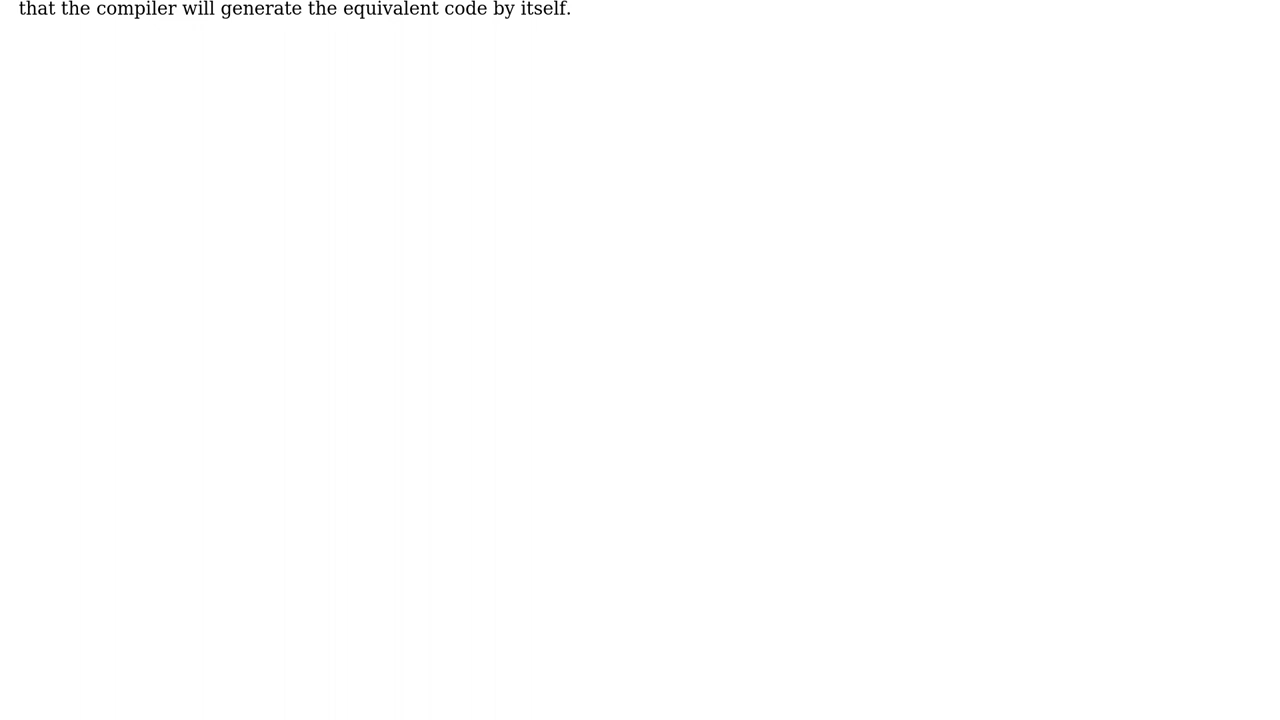 that the compiler will generate the equivalent code by itself.